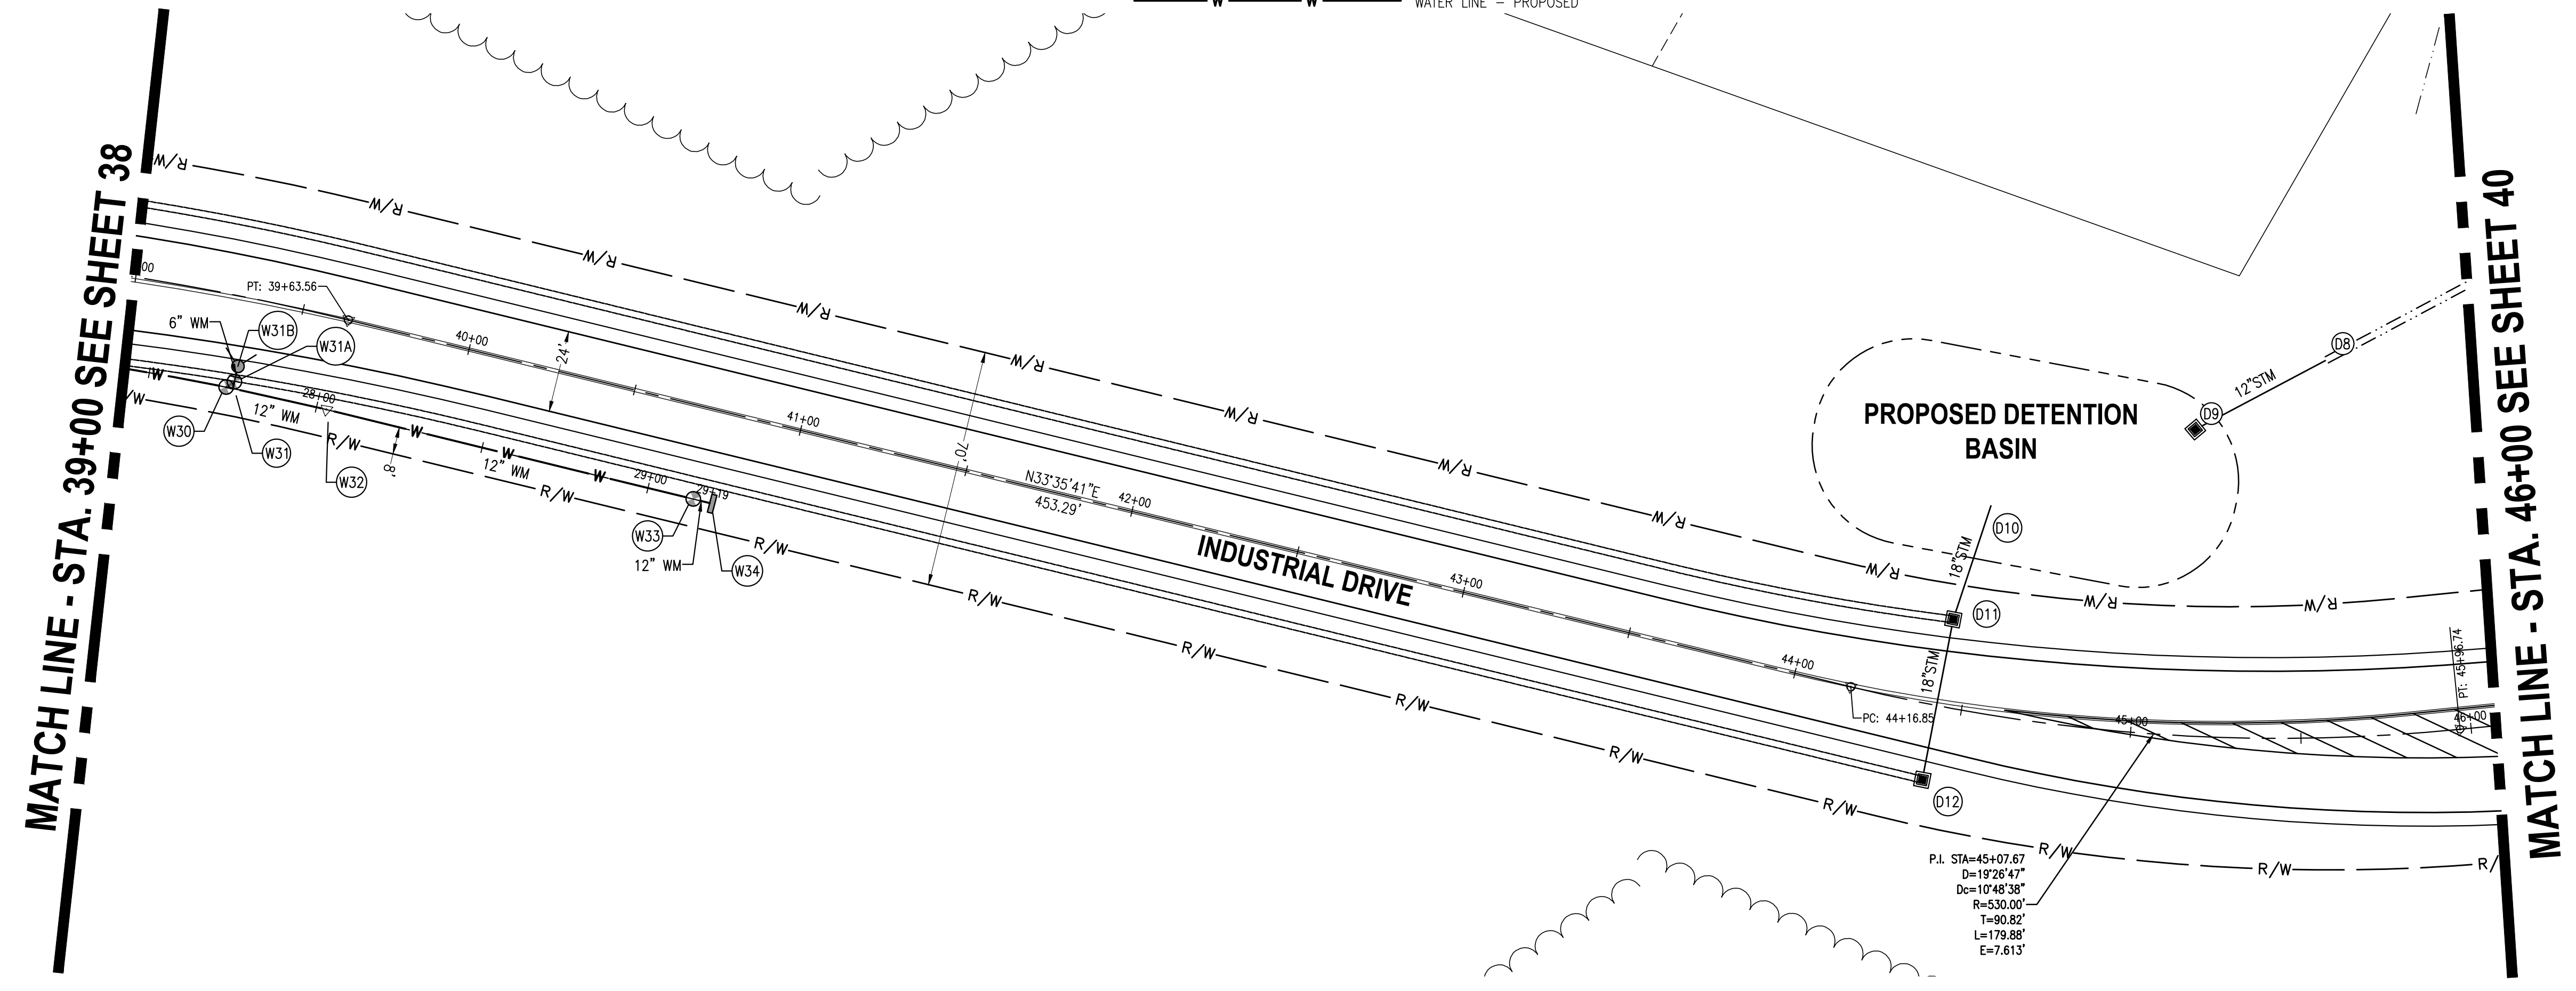 W W WATER LINE - PROPOSED
MATCH LINE - STA. 39+00 SEE SHEET 38
MATCH LINE - STA. 46+00 SEE SHEET 40
R/W
R/W
R/W
R/W
R/W
R/W
R/W
R/W
R/W
R/W
R/W
00
PT: 39+63.56
6" WM
W31B
W31A
40+00
24'
W
28+00
12" WM
W30
W31
W32
/W
R/W
W
8'
W
12" WM
W
29+00
29+19
R/W
W33
12" WM
W34
R/W
41+00
70'
N33°35'41"E
453.29'
42+00
INDUSTRIAL DRIVE
43+00
44+00
PC: 44+16.85
45+00
46+00
PT: 45+96.74
PROPOSED DETENTION
BASIN
D8
12"STM
D9
D10
18"STM
D11
18"STM
D12
R/W
R/W
R/W
R/W
R/W
R/W
R/W
R/
P.I. STA=45+07.67
D=19°26'47"
Dc=10°48'38"
R=530.00'
T=90.82'
L=179.88'
E=7.613'